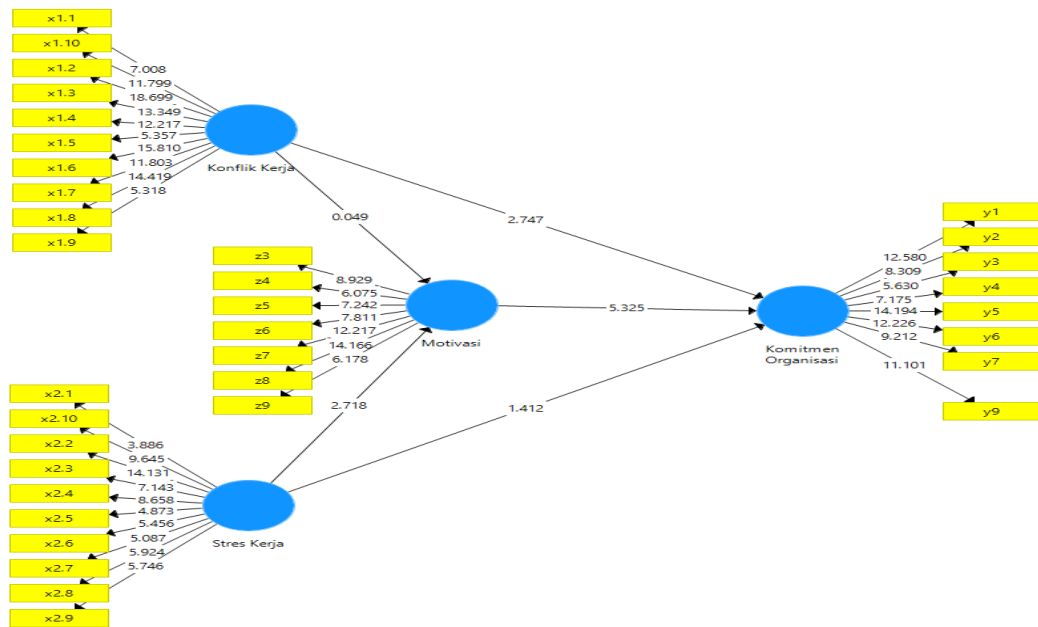 x1.1
x1.10
x1.2
x1.3
x1.4
x1.5
x1.6
x1.7
x1.8
x1.9
7.008
11.799
18.699
13.349
12.217
5.357
15.810
11.803
14.419
5.318
Konflik Kerja
0.049
2.747
z3
z4
z5
z6
z7
z8
z9
8.929
6.075
7.242
7.811
12.217
14.166
6.178
Motivasi
5.325
2.718
1.412
x2.1
x2.10
x2.2
x2.3
x2.4
x2.5
x2.6
x2.7
x2.8
x2.9
3.886
9.645
14.131
7.143
8.658
4.873
5.456
5.087
5.924
5.746
Stres Kerja
Komitmen
Organisasi
12.580
8.309
5.630
7.175
14.194
12.226
9.212
11.101
y1
y2
y3
y4
y5
y6
y7
y9